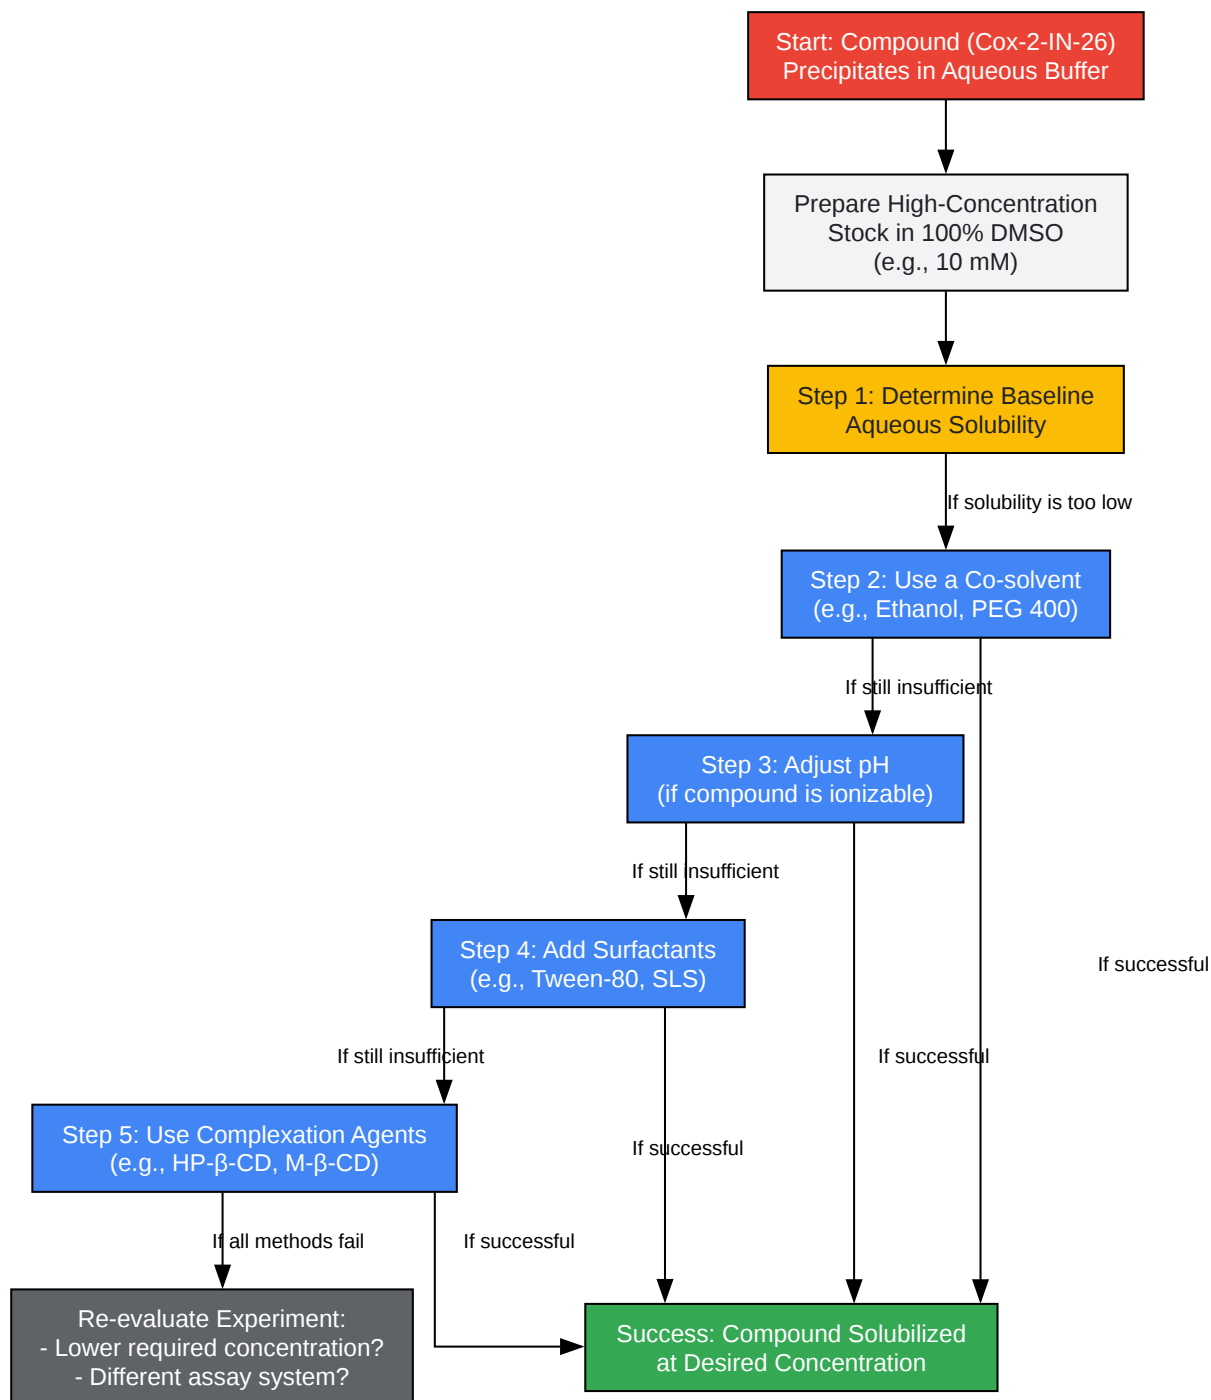 Start: Compound (Cox-2-IN-26)
Precipitates in Aqueous Buffer
Prepare High-Concentration
Stock in 100% DMSO
(e.g., 10 mM)
Step 1: Determine Baseline
Aqueous Solubility
If solubility is too low
Step 2: Use a Co-solvent
(e.g., Ethanol, PEG 400)
If still insufficient
Step 3: Adjust pH
(if compound is ionizable)
If still insufficient
Step 4: Add Surfactants
(e.g., Tween-80, SLS)
If successful
If still insufficient
If successful
Step 5: Use Complexation Agents
(e.g., HP-β-CD, M-β-CD)
If successful
If all methods fail
If successful
Re-evaluate Experiment:
- Lower required concentration?
- Different assay system?
Success: Compound Solubilized
at Desired Concentration